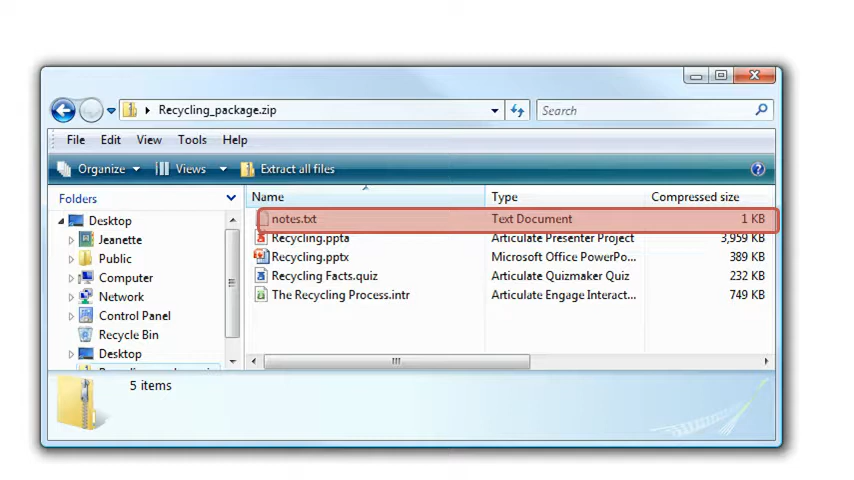 Recycling_package.zip
Search
File Edit View Tools Help
Organize Views Extract all files
Folders
Name Type Compressed size
Desktop
Jeanette
Public
Computer
Network
Control Panel
Recycle Bin
Desktop
notes.txt Text Document 1 KB
Recycling.ppta Articulate Presenter Project 3,959 KB
Recycling.pptx Microsoft Office PowerPo... 389 KB
Recycling Facts.quiz Articulate Quizmaker Quiz 232 KB
The Recycling Process.intr Articulate Engage Interact... 749 KB
5 items